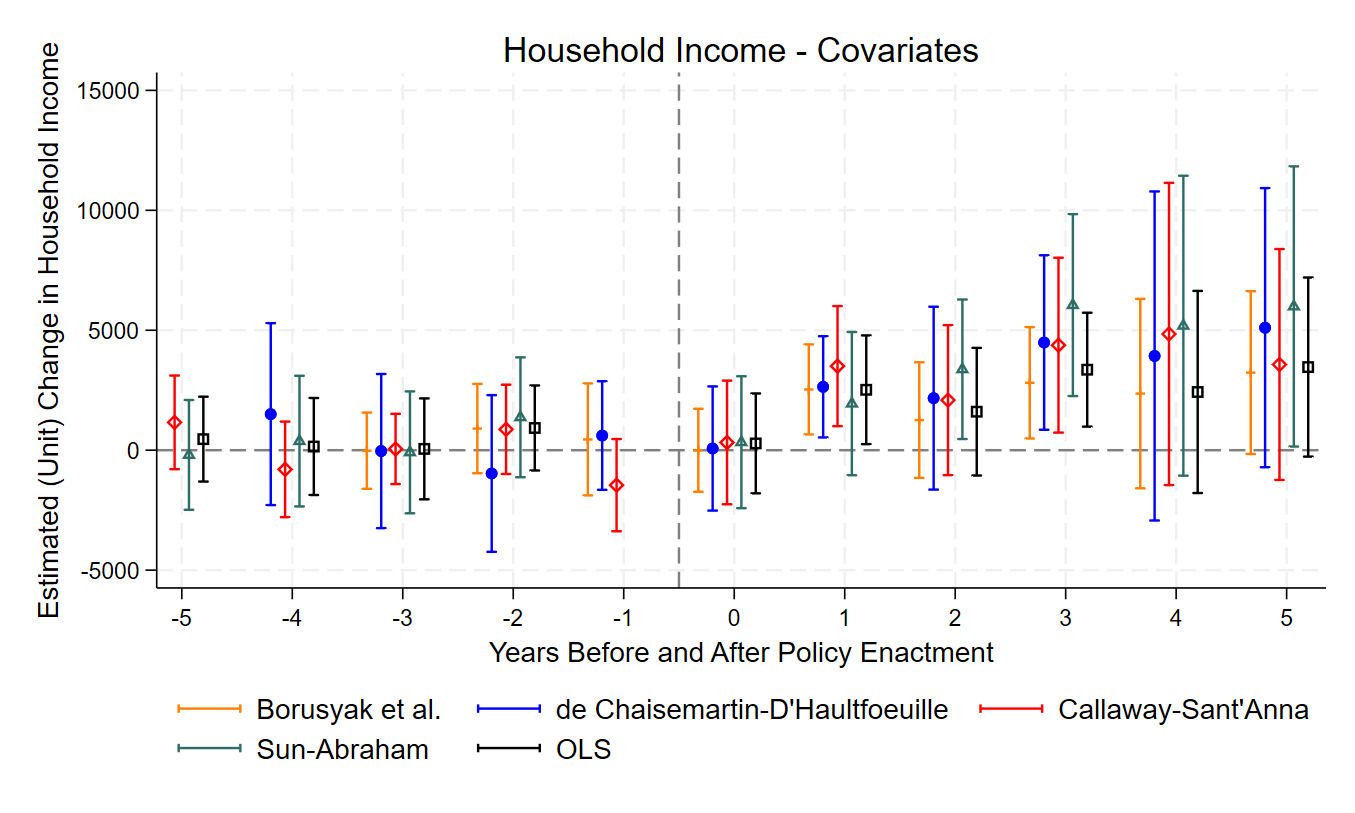 Household Income - Covariates
Estimated (Unit) Change in Household Income
15000
10000
5000
0
-5000
-5 -4 -3 -2 -1 0 1 2 3 4 5
Years Before and After Policy Enactment
Borusyak et al. de Chaisemartin-D'Haultfoeuille Callaway-Sant'Anna
Sun-Abraham OLS